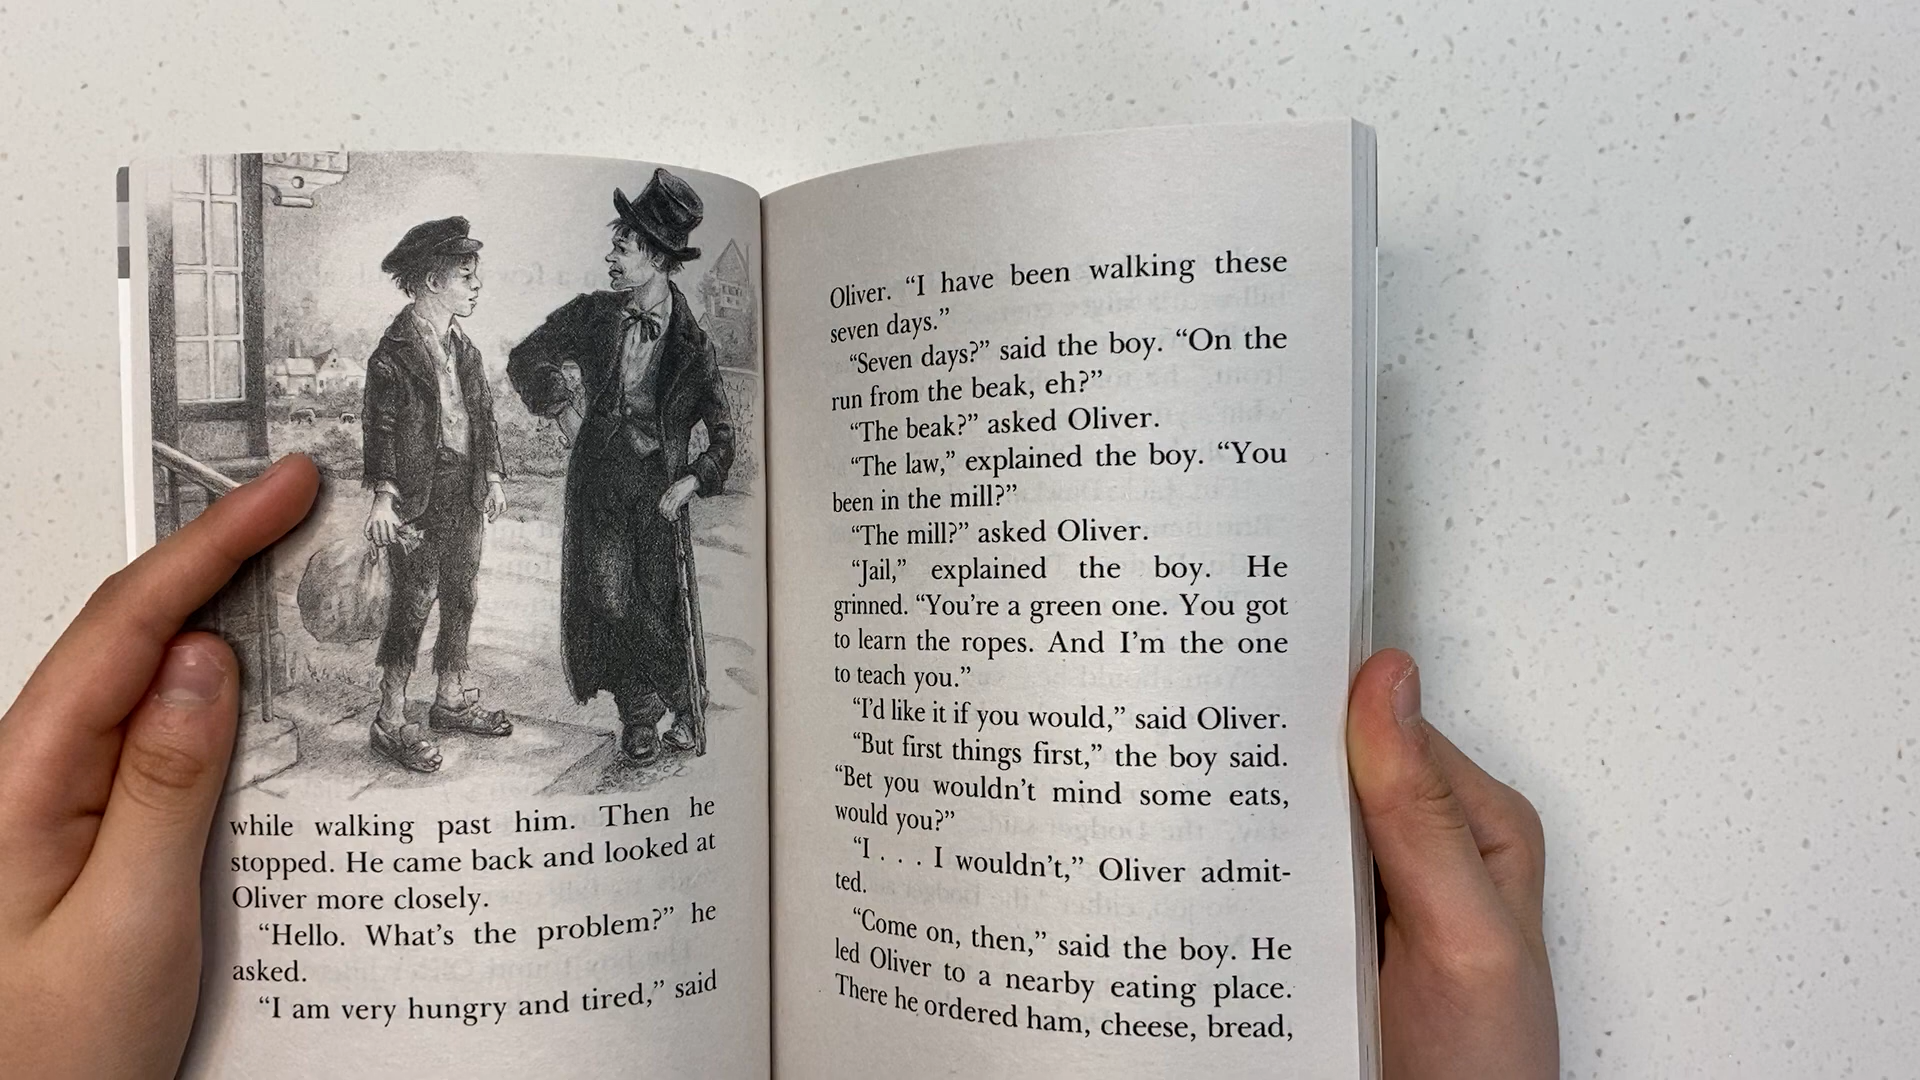 while walking past him. Then he
stopped. He came back and looked at
Oliver more closely.
“Hello. What’s the problem?” he
asked.
“I am very hungry and tired,” said
Oliver. “I have been walking these
seven days.”
“Seven days?” said the boy. “On the
run from the beak, eh?”
“The beak?” asked Oliver.
“The law,” explained the boy. “You
been in the mill?”
“The mill?” asked Oliver.
“Jail,” explained the boy. He
grinned. “You’re a green one. You got
to learn the ropes. And I’m the one
to teach you.”
“I’d like it if you would,” said Oliver.
“But first things first,” the boy said.
“Bet you wouldn’t mind some eats,
would you?”
“I . . . I wouldn’t,” Oliver admit-
ted.
“Come on, then,” said the boy. He
led Oliver to a nearby eating place.
There he ordered ham, cheese, bread,